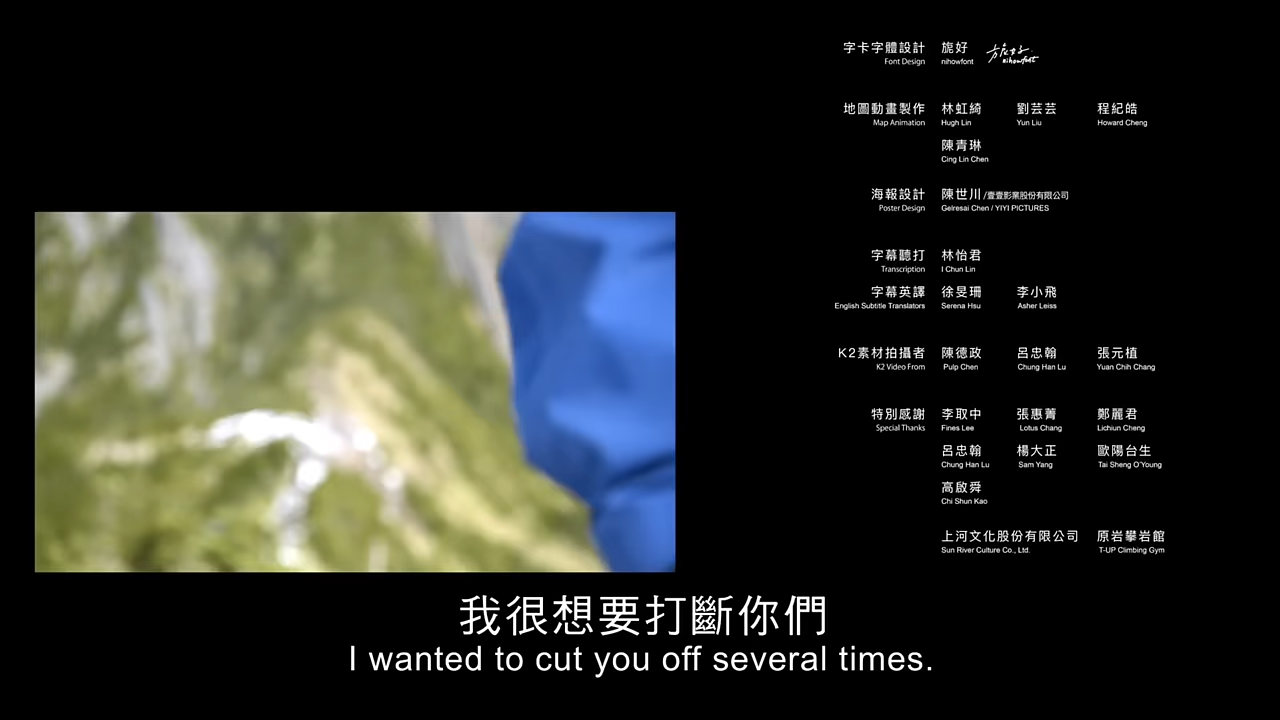 字卡字體設計 旎好 旎好
Font Design nihowfont nihowfont
地圖動畫製作 林虹綺 劉芸芸 程紀皓
Map Animation Hugh Lin Yun Liu Howard Cheng
陳青琳
Cing Lin Chen
海報設計 陳世川/壹壹影業股份有限公司
Poster Design Gelresai Chen / YIYI PICTURES
字幕聽打 林怡君
Transcription I Chun Lin
字幕英譯 徐旻珊 李小飛
English Subtitle Translators Serena Hsu Asher Leiss
K2素材拍攝者 陳德政 呂忠翰 張元植
K2 Video From Pulp Chen Chung Han Lu Yuan Chih Chang
特別感謝 李取中 張惠菁 鄭麗君
Special Thanks Fines Lee Lotus Chang Lichiun Cheng
呂忠翰 楊大正 歐陽台生
Chung Han Lu Sam Yang Tai Sheng O'Young
高啟舜
Chi Shun Kao
上河文化股份有限公司 原岩攀岩館
Sun River Culture Co., Ltd. T-UP Climbing Gym
我很想要打斷你們
I wanted to cut you off several times.